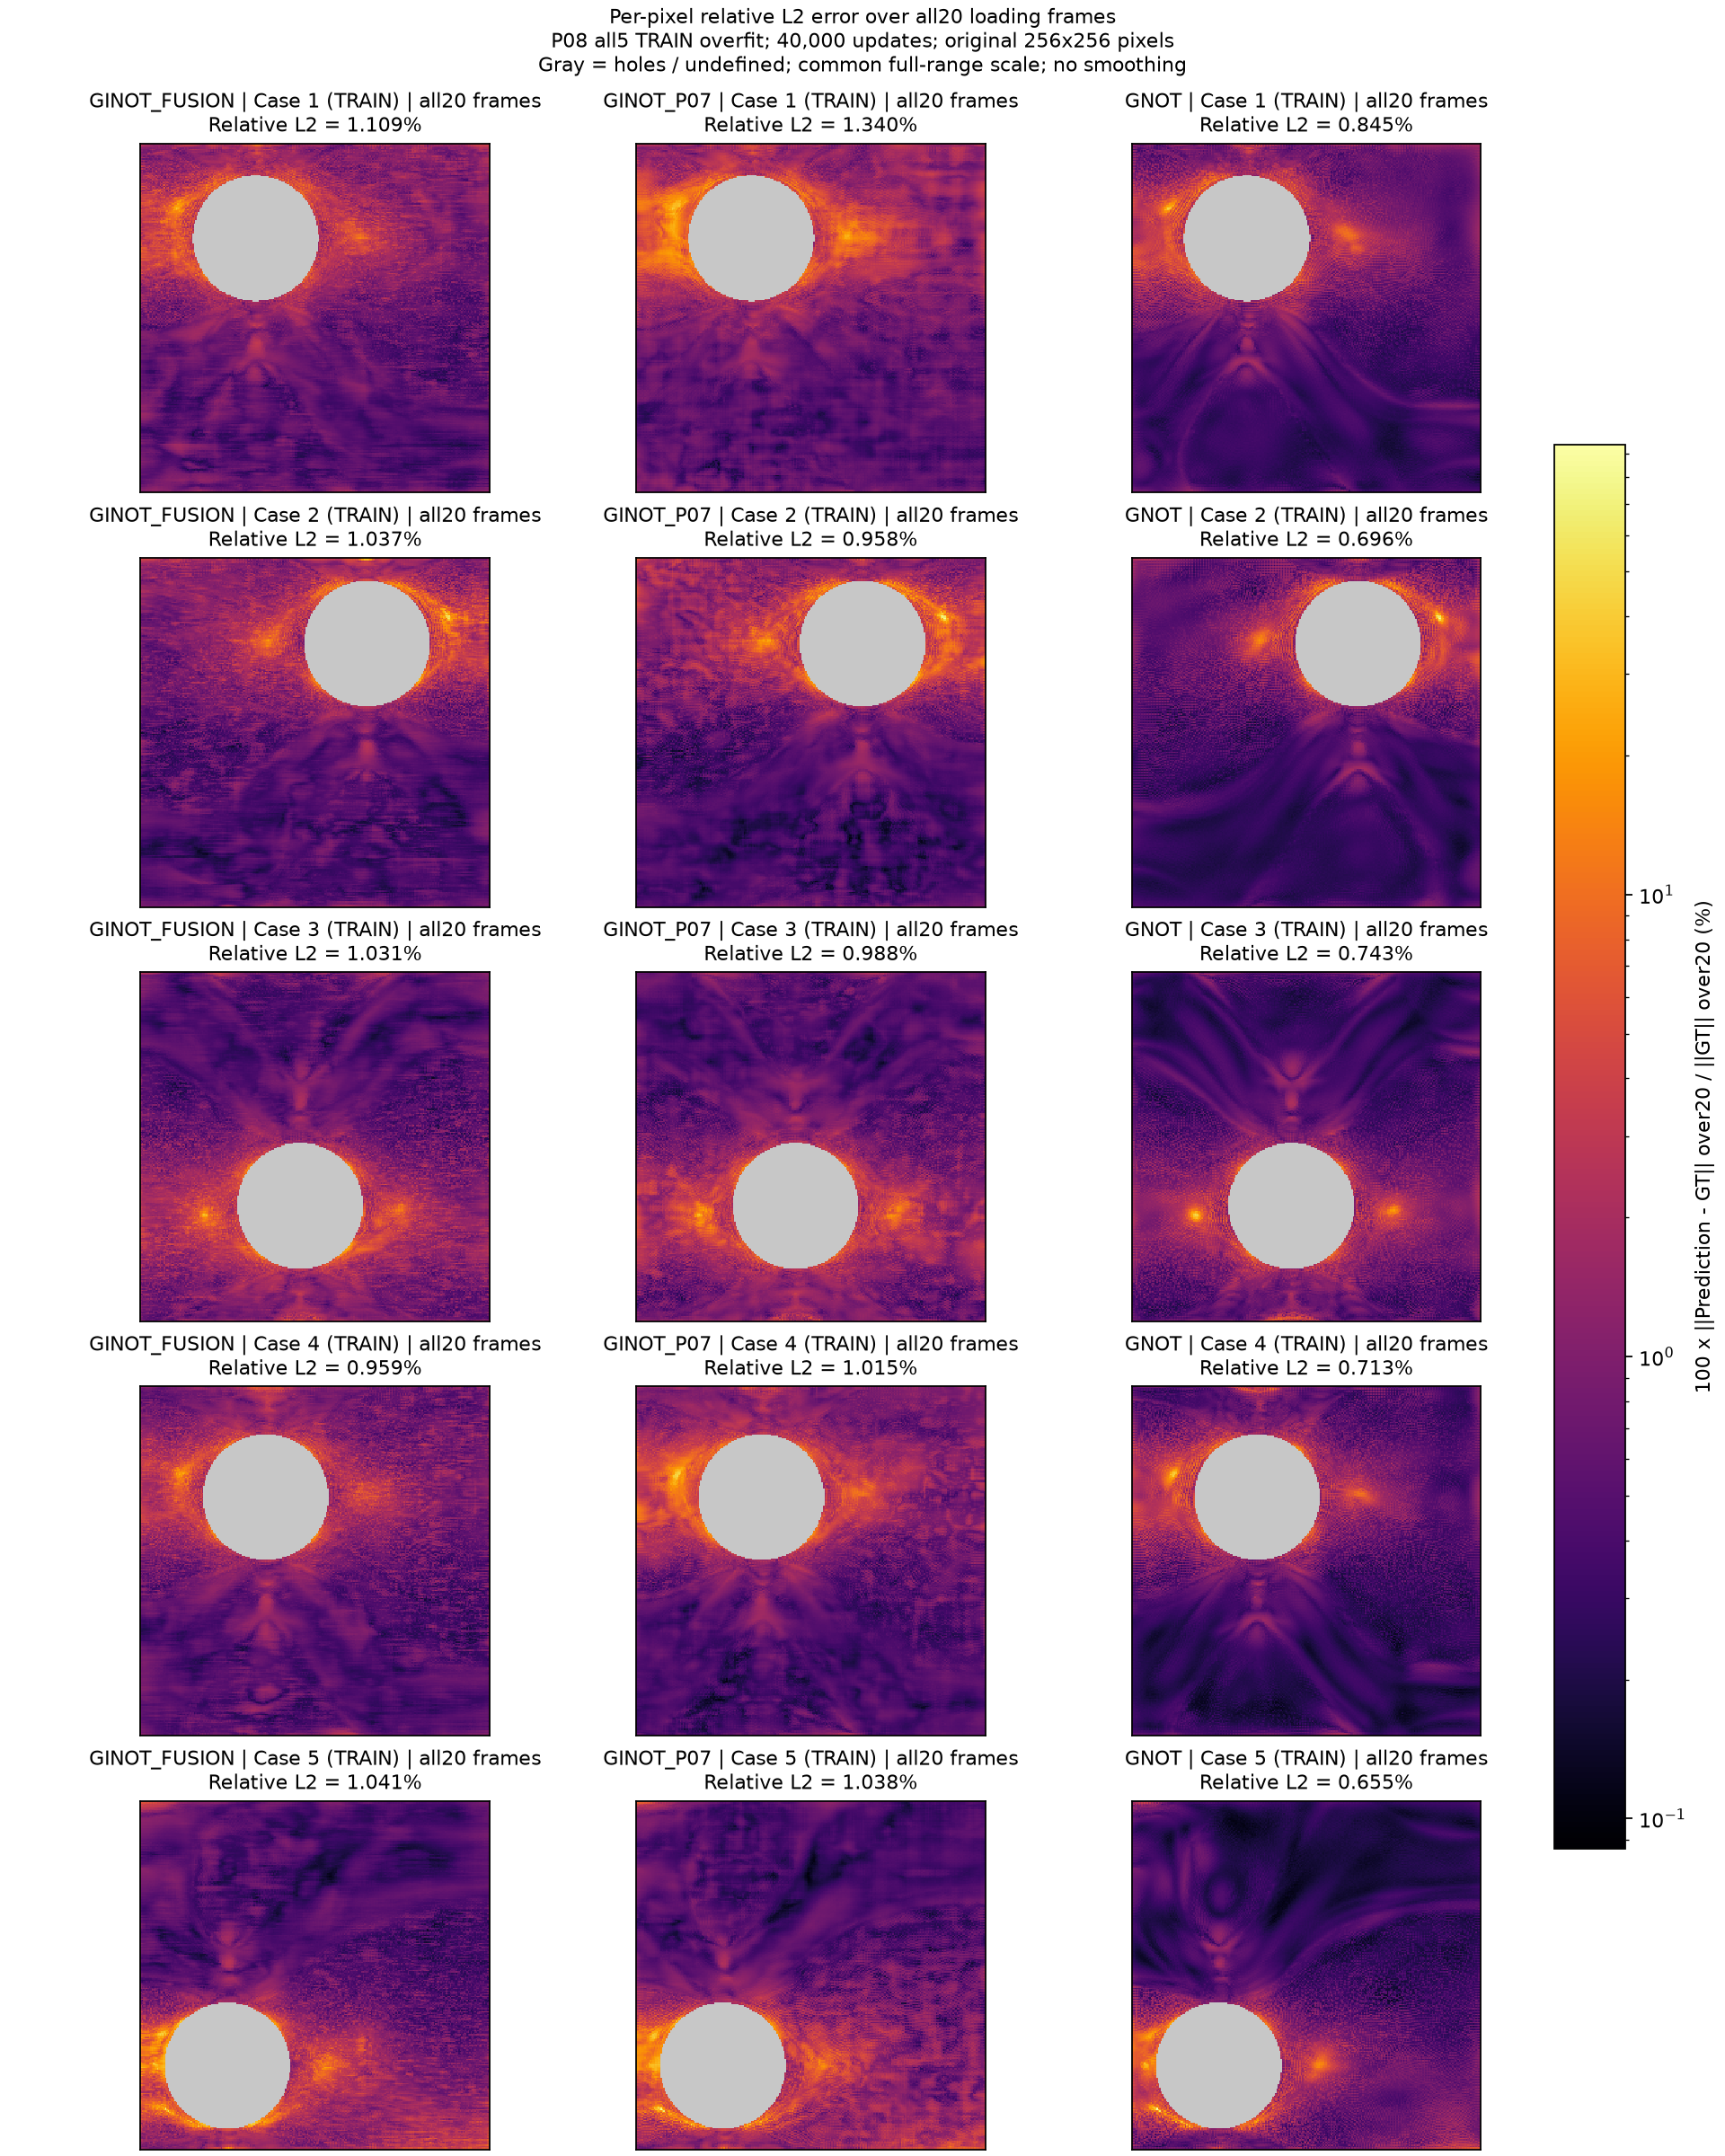 Per-pixel relative L2 error over all20 loading frames
P08 all5 TRAIN overfit; 40,000 updates; original 256x256 pixels
Gray = holes / undefined; common full-range scale; no smoothing
GINOT_FUSION | Case 1 (TRAIN) | all20 frames
Relative L2 = 1.109%
GINOT_P07 | Case 1 (TRAIN) | all20 frames
Relative L2 = 1.340%
GNOT | Case 1 (TRAIN) | all20 frames
Relative L2 = 0.845%
GINOT_FUSION | Case 2 (TRAIN) | all20 frames
Relative L2 = 1.037%
GINOT_P07 | Case 2 (TRAIN) | all20 frames
Relative L2 = 0.958%
GNOT | Case 2 (TRAIN) | all20 frames
Relative L2 = 0.696%
GINOT_FUSION | Case 3 (TRAIN) | all20 frames
Relative L2 = 1.031%
GINOT_P07 | Case 3 (TRAIN) | all20 frames
Relative L2 = 0.988%
GNOT | Case 3 (TRAIN) | all20 frames
Relative L2 = 0.743%
GINOT_FUSION | Case 4 (TRAIN) | all20 frames
Relative L2 = 0.959%
GINOT_P07 | Case 4 (TRAIN) | all20 frames
Relative L2 = 1.015%
GNOT | Case 4 (TRAIN) | all20 frames
Relative L2 = 0.713%
GINOT_FUSION | Case 5 (TRAIN) | all20 frames
Relative L2 = 1.041%
GINOT_P07 | Case 5 (TRAIN) | all20 frames
Relative L2 = 1.038%
GNOT | Case 5 (TRAIN) | all20 frames
Relative L2 = 0.655%
10¹
10⁰
10⁻¹
100 x ||Prediction - GT|| over20 / ||GT|| over20 (%)